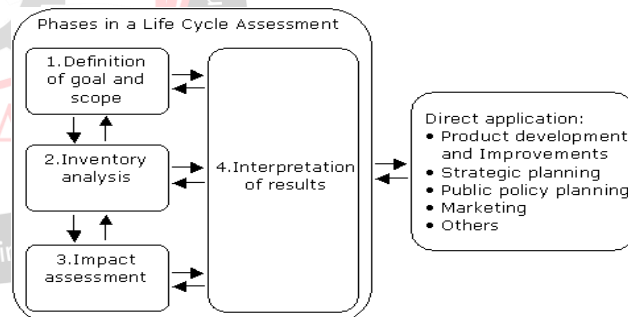 Phases in a Life Cycle Assessment
1.Definition
of goal and
scope
2.Inventory
analysis
3.Impact
assessment
4.Interpretation
of results
Direct application:
• Product development
and Improvements
• Strategic planning
• Public policy planning
• Marketing
• Others